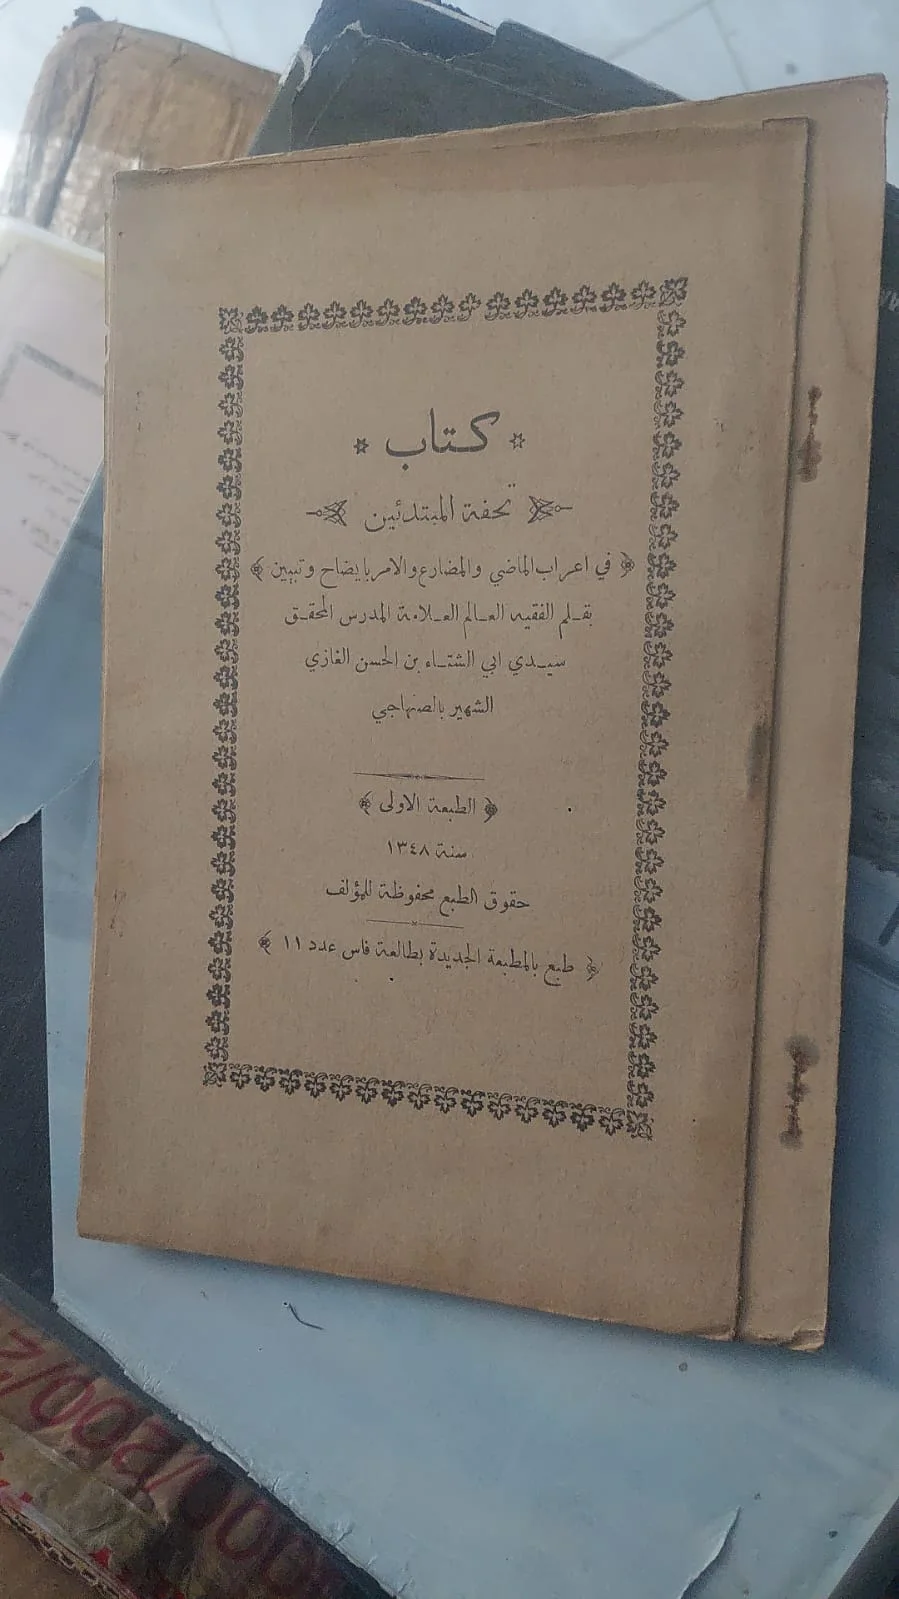 كتاب
تحفة المبتدئين
في اعراب الماضي والمضارع والامر بايضاح وتبيين
بقلم الفقيه العالم العلامة المدرس المحقق
سيدي ابي الشتاء بن الحسن الغازي
الشهير بالصنهاجي
الطبعة الاولى
سنة ١٣٤٨
حقوق الطبع محفوظة للمؤلف
طبع بالمطبعة الجديدة بطالعة فاس عدد ١١